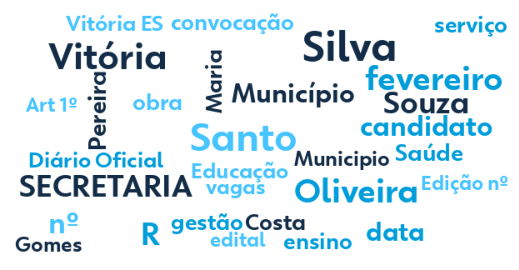 Vitória ES convocação
serviço
Vitória
Silva
Maria
fevereiro
Pereira
Município
Souza
Art 1º
obra
candidato
Santo
Diário Oficial
Municipio
Saúde
Educação
SECRETARIA
vagas
Oliveira
Edição nº
nº
R
gestão
Costa
data
Gomes
edital
ensino